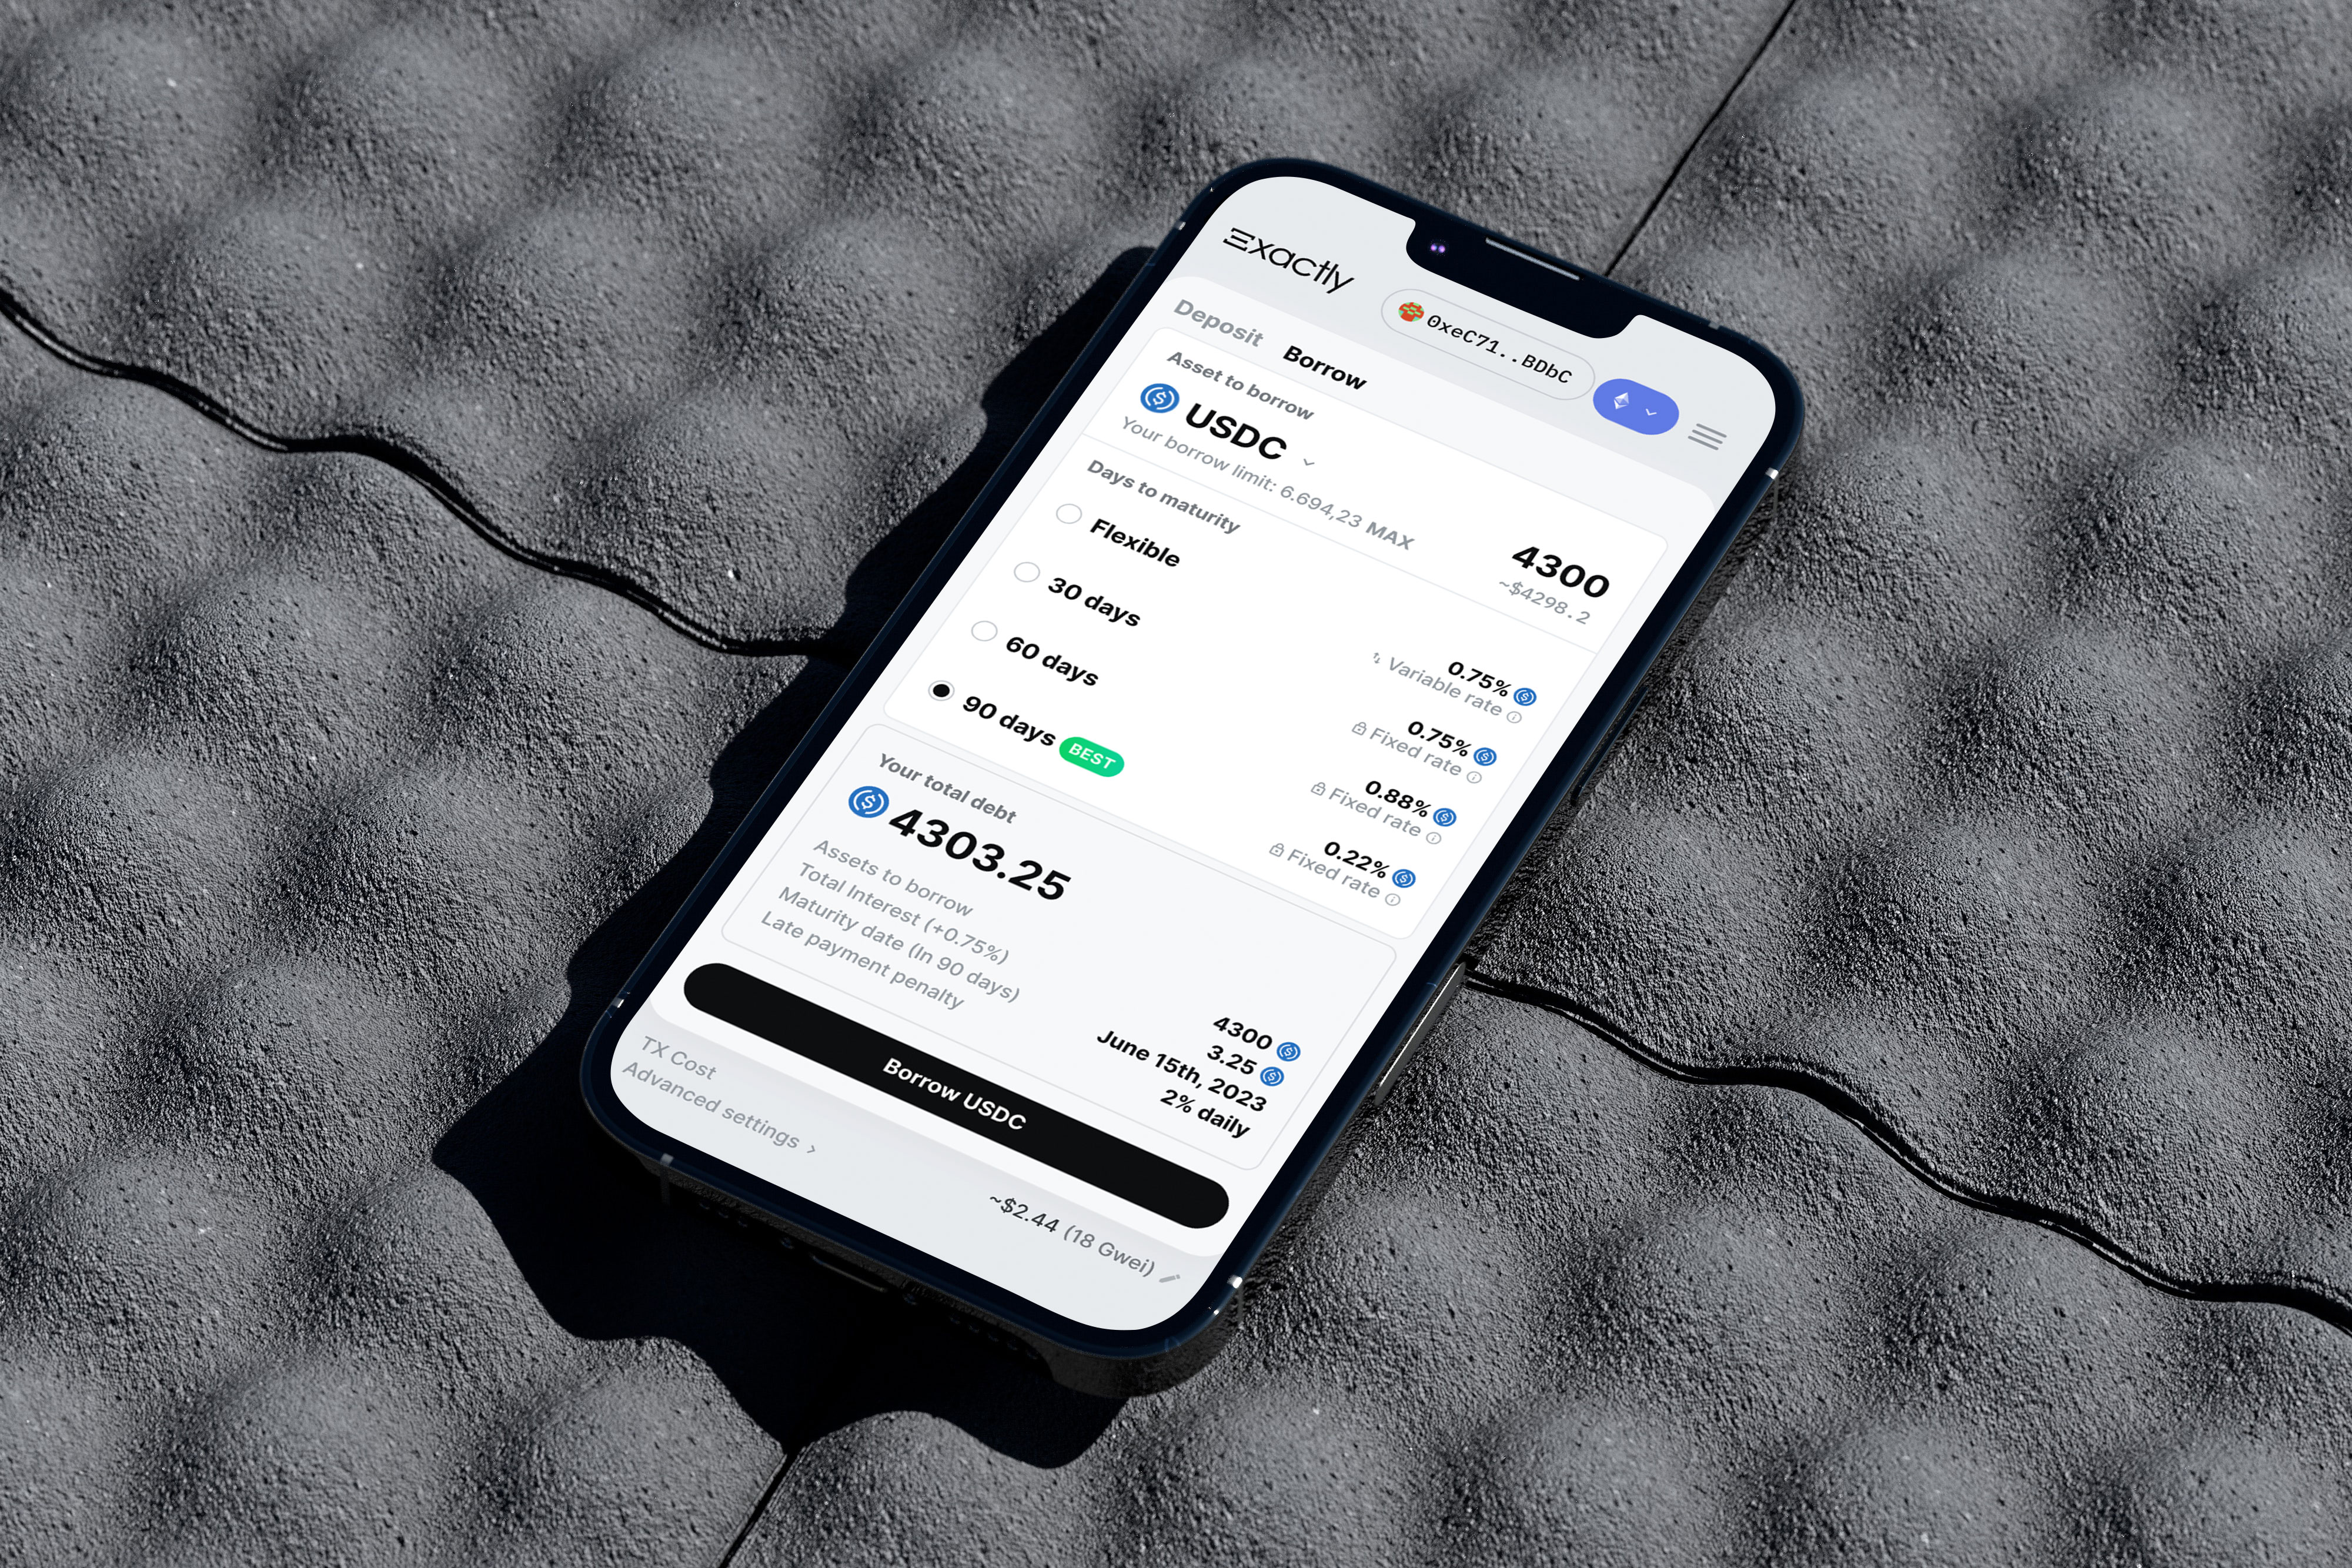 Exactly
0xeC71..BDbC
Deposit Borrow
Asset to borrow
USDC
4300
Your borrow limit: 6.694,23 MAX
~$4298.2
Days to maturity
Flexible
0.75%
Variable rate
30 days
0.75%
Fixed rate
60 days
0.88%
Fixed rate
90 days BEST
0.22%
Fixed rate
Your total debt
4303.25
Assets to borrow 4300
Total Interest (+0.75%) 3.25
Maturity date (In 90 days) June 15th, 2023
Late payment penalty 2% daily
Borrow USDC
TX Cost ~$2.44 (18 Gwei)
Advanced settings